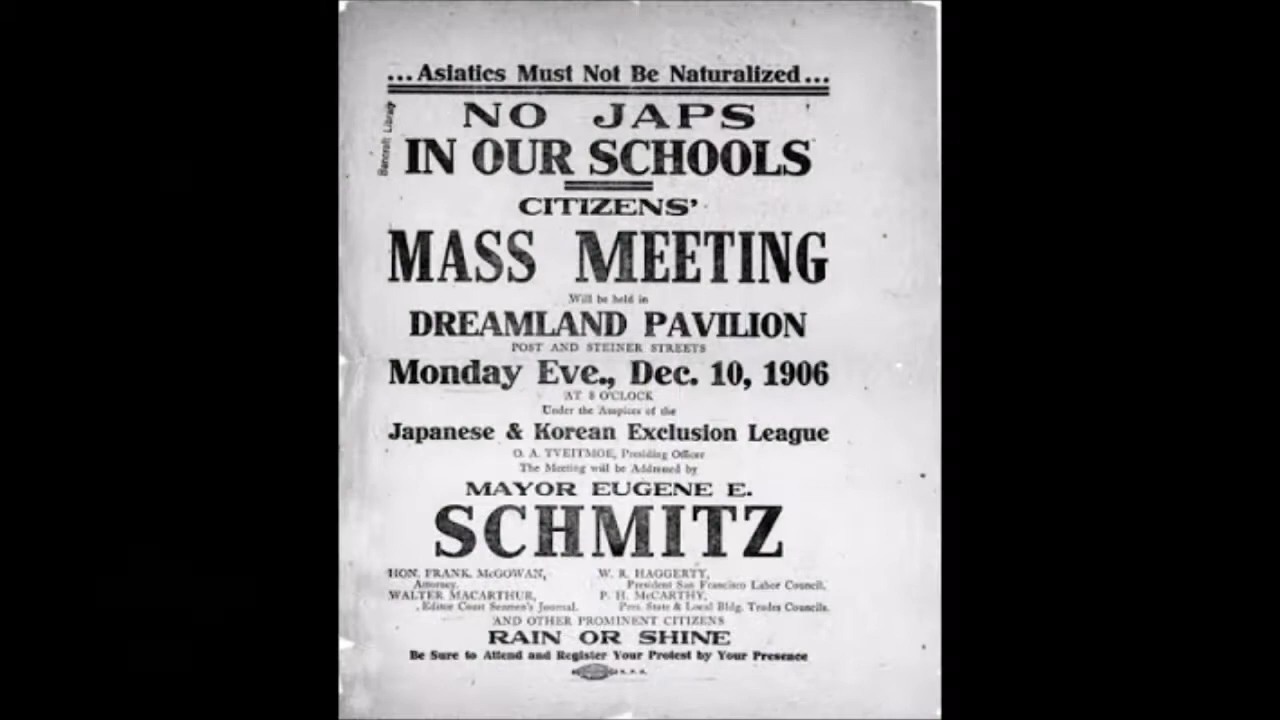 ...Asiatics Must Not Be Naturalized...
NO JAPS
IN OUR SCHOOLS
CITIZENS'
MASS MEETING
Will be held in
DREAMLAND PAVILION
POST AND STEINER STREETS
Monday Eve., Dec. 10, 1906
AT 8 O'CLOCK
Under the Auspices of the
Japanese & Korean Exclusion League
O. A. TVEITMOE, Presiding Officer
The Meeting will be Addressed by
MAYOR EUGENE E.
SCHMITZ
HON. FRANK. McGOWAN,
Attorney.
WALTER MACARTHUR,
Editor Coast Seamen's Journal.
W. R. HAGGERTY,
President San Francisco Labor Council.
P. H. McCARTHY,
Pres. State & Local Bldg. Trades Councils.
AND OTHER PROMINENT CITIZENS
RAIN OR SHINE
Be Sure to Attend and Register Your Protest by Your Presence
Bancroft Library